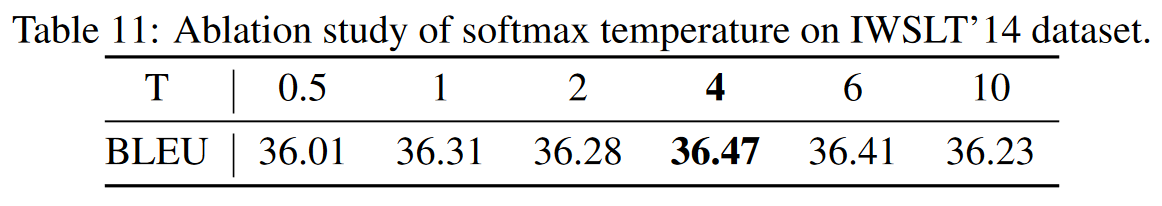 Table 11: Ablation study of softmax temperature on IWSLT’14 dataset.
T 0.5 1 2 4 6 10
BLEU 36.01 36.31 36.28 36.47 36.41 36.23